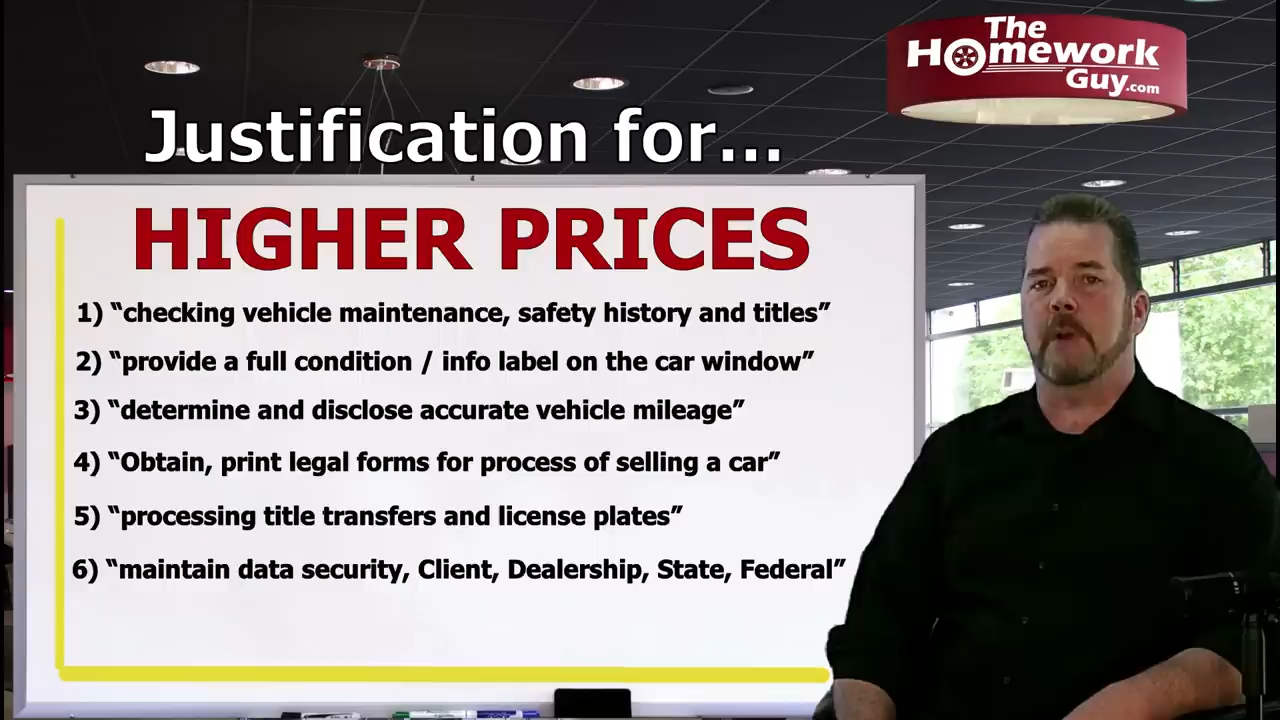 The
Homework
Guy.com
Justification for...
HIGHER PRICES
1) “checking vehicle maintenance, safety history and titles”
2) “provide a full condition / info label on the car window”
3) “determine and disclose accurate vehicle mileage”
4) “Obtain, print legal forms for process of selling a car”
5) “processing title transfers and license plates”
6) “maintain data security, Client, Dealership, State, Federal”